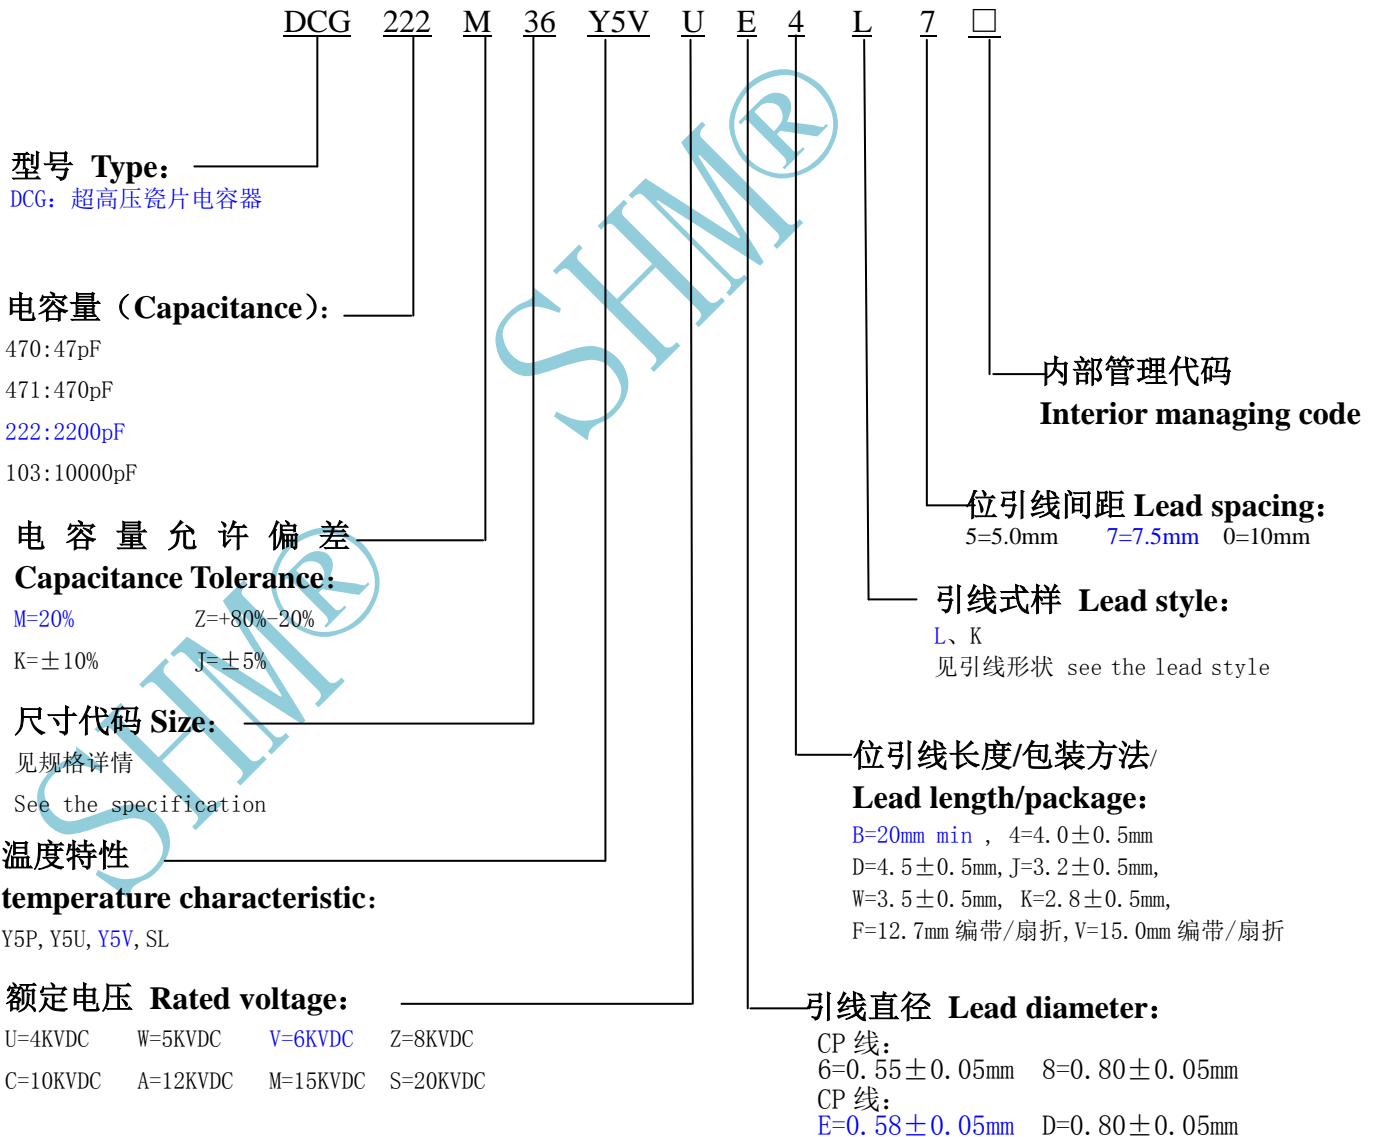 DCG 222 M 36 Y5V U E 4 L 7 □
型号 Type：
DCG：超高压瓷片电容器
电容量（Capacitance）：
470:47pF
471:470pF
222:2200pF
103:10000pF
电容量允许偏差
Capacitance Tolerance：
M=20% Z=+80%-20%
K=±10% J=±5%
尺寸代码 Size：
见规格详情
See the specification
温度特性
temperature characteristic：
Y5P,Y5U,Y5V,SL
额定电压 Rated voltage：
U=4KVDC W=5KVDC V=6KVDC Z=8KVDC
C=10KVDC A=12KVDC M=15KVDC S=20KVDC
内部管理代码
Interior managing code
位引线间距 Lead spacing：
5=5.0mm 7=7.5mm 0=10mm
引线式样 Lead style：
L、K
见引线形状 see the lead style
位引线长度/包装方法/
Lead length/package：
B=20mm min , 4=4.0±0.5mm
D=4.5±0.5mm,J=3.2±0.5mm,
W=3.5±0.5mm, K=2.8±0.5mm,
F=12.7mm 编带/扇折,V=15.0mm 编带/扇折
引线直径 Lead diameter：
CP 线：
6=0.55±0.05mm 8=0.80±0.05mm
CP 线：
E=0.58±0.05mm D=0.80±0.05mm
SHM®
SHM®